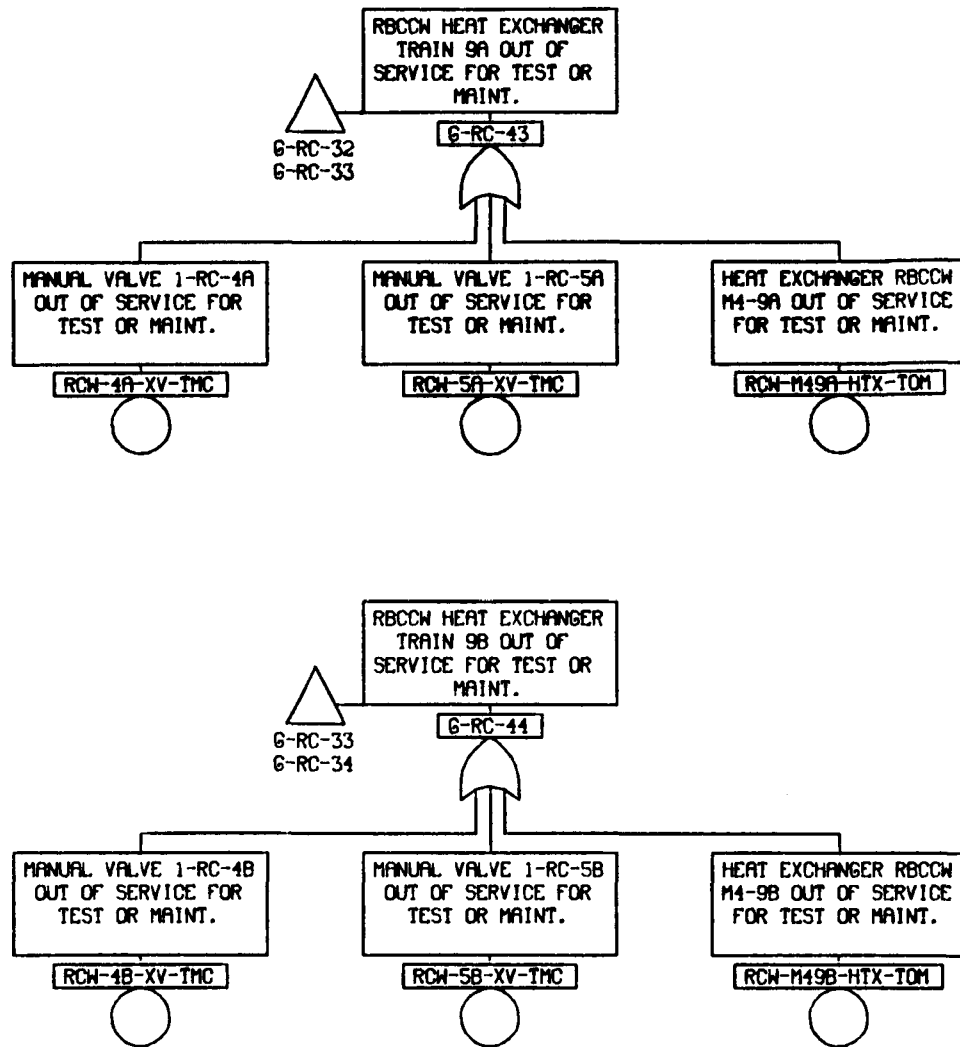 RBCCW HEAT EXCHANGER
TRAIN 9A OUT OF
SERVICE FOR TEST OR
MAINT.
G-RC-43
G-RC-32
G-RC-33
MANUAL VALVE 1-RC-4A
OUT OF SERVICE FOR
TEST OR MAINT.
RCW-4A-XV-TMC
MANUAL VALVE 1-RC-5A
OUT OF SERVICE FOR
TEST OR MAINT.
RCW-5A-XV-TMC
HEAT EXCHANGER RBCCW
M4-9A OUT OF SERVICE
FOR TEST OR MAINT.
RCW-M49A-HTX-TOM
RBCCW HEAT EXCHANGER
TRAIN 9B OUT OF
SERVICE FOR TEST OR
MAINT.
G-RC-44
G-RC-33
G-RC-34
MANUAL VALVE 1-RC-4B
OUT OF SERVICE FOR
TEST OR MAINT.
RCW-4B-XV-TMC
MANUAL VALVE 1-RC-5B
OUT OF SERVICE FOR
TEST OR MAINT.
RCW-5B-XV-TMC
HEAT EXCHANGER RBCCW
M4-9B OUT OF SERVICE
FOR TEST OR MAINT.
RCW-M49B-HTX-TOM